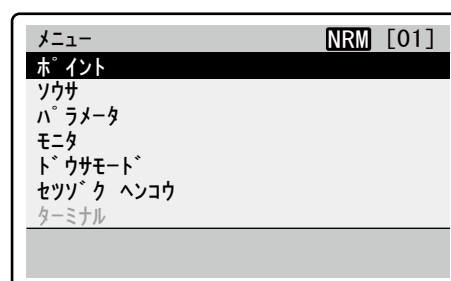 メニュー NRM [01]
ポイント
ソウサ
パラメータ
モニタ
ドウサモード
セツゾク ヘンコウ
ターミナル